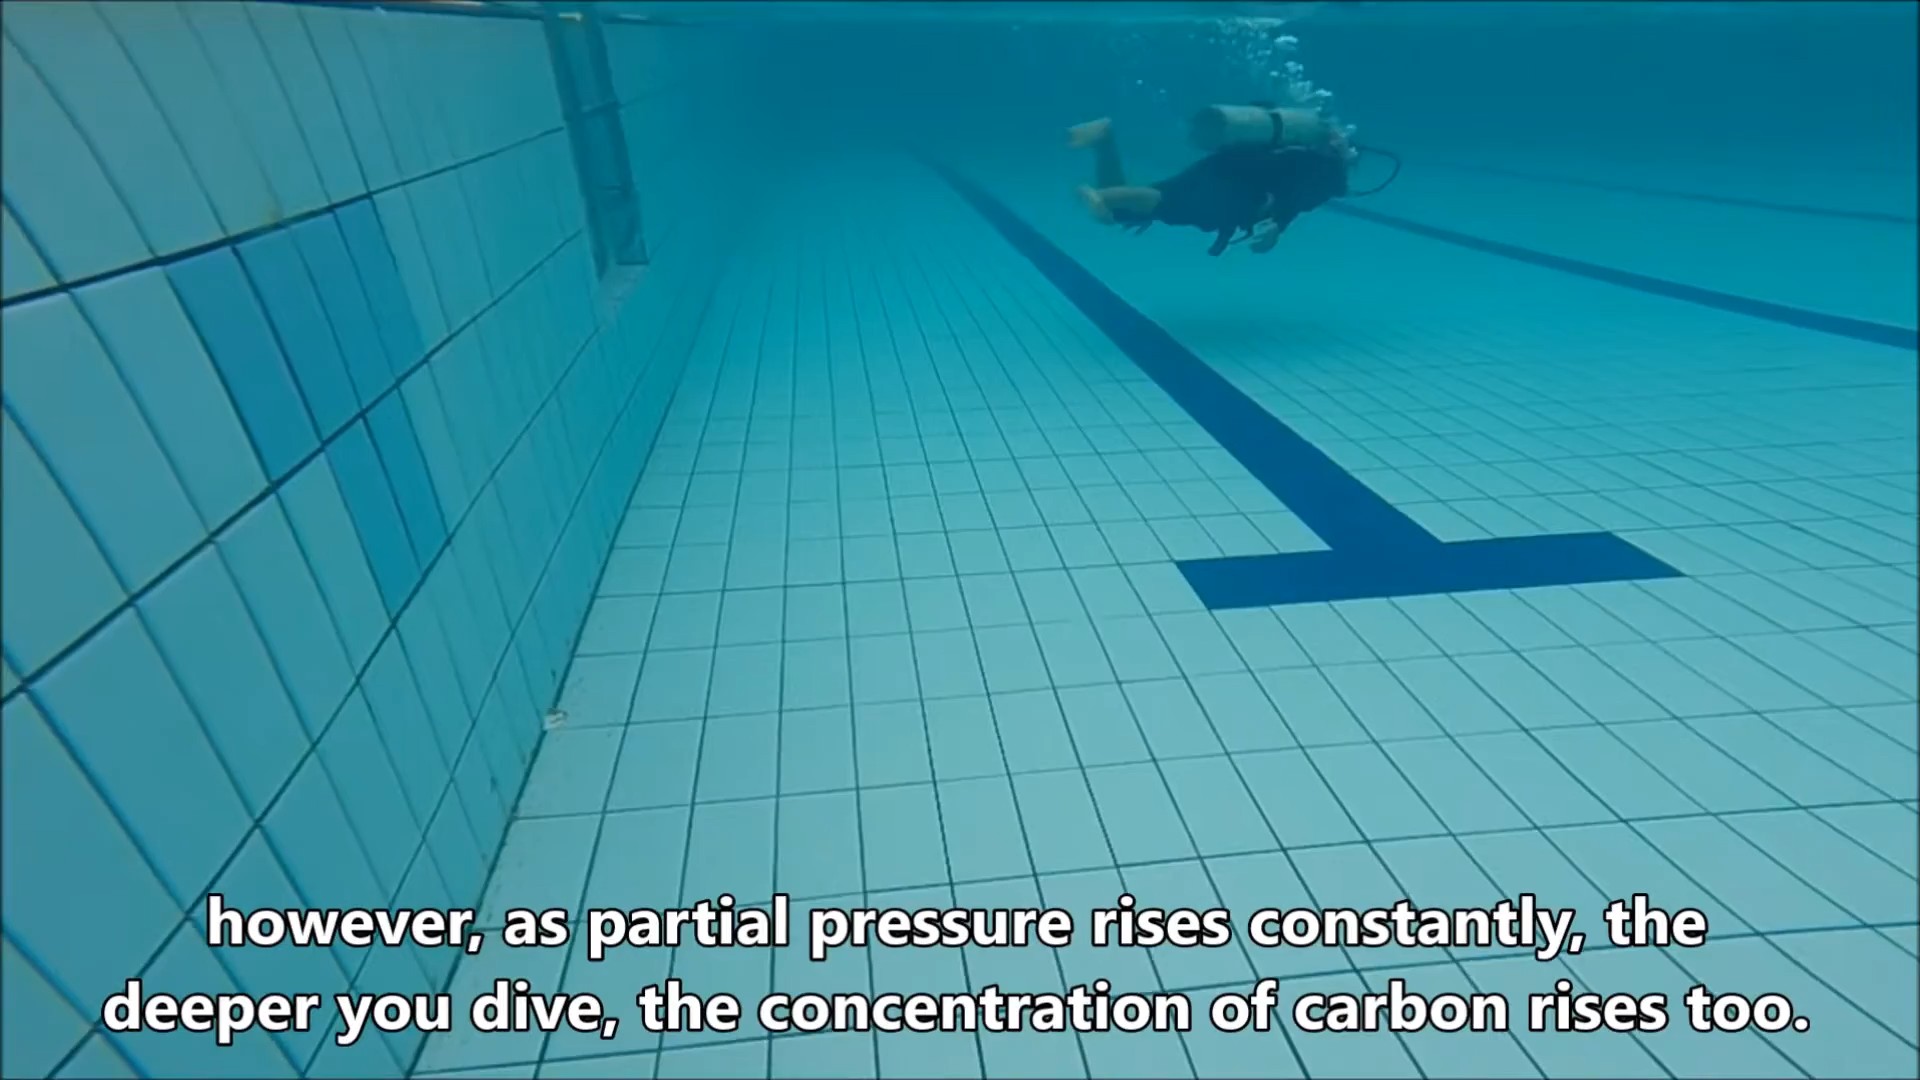 however, as partial pressure rises constantly, the
deeper you dive, the concentration of carbon rises too.